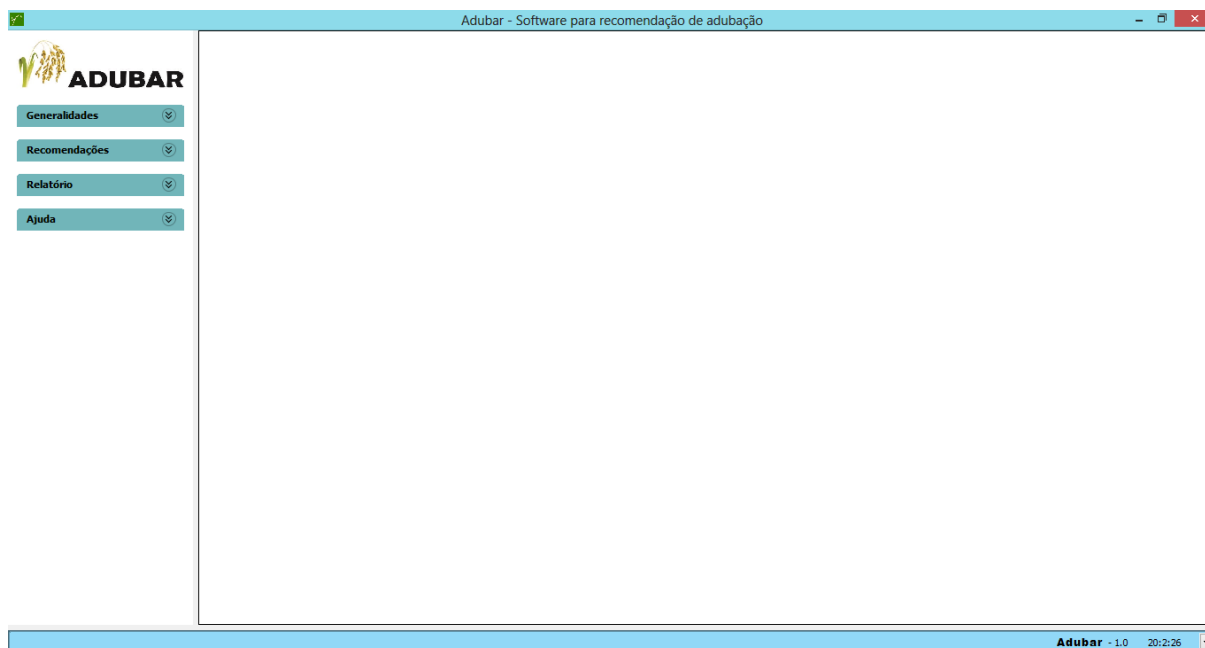 Adubar - Software para recomendação de adubação
ADUBAR
Generalidades
Recomendações
Relatório
Ajuda
Adubar - 1.0 20:2:26